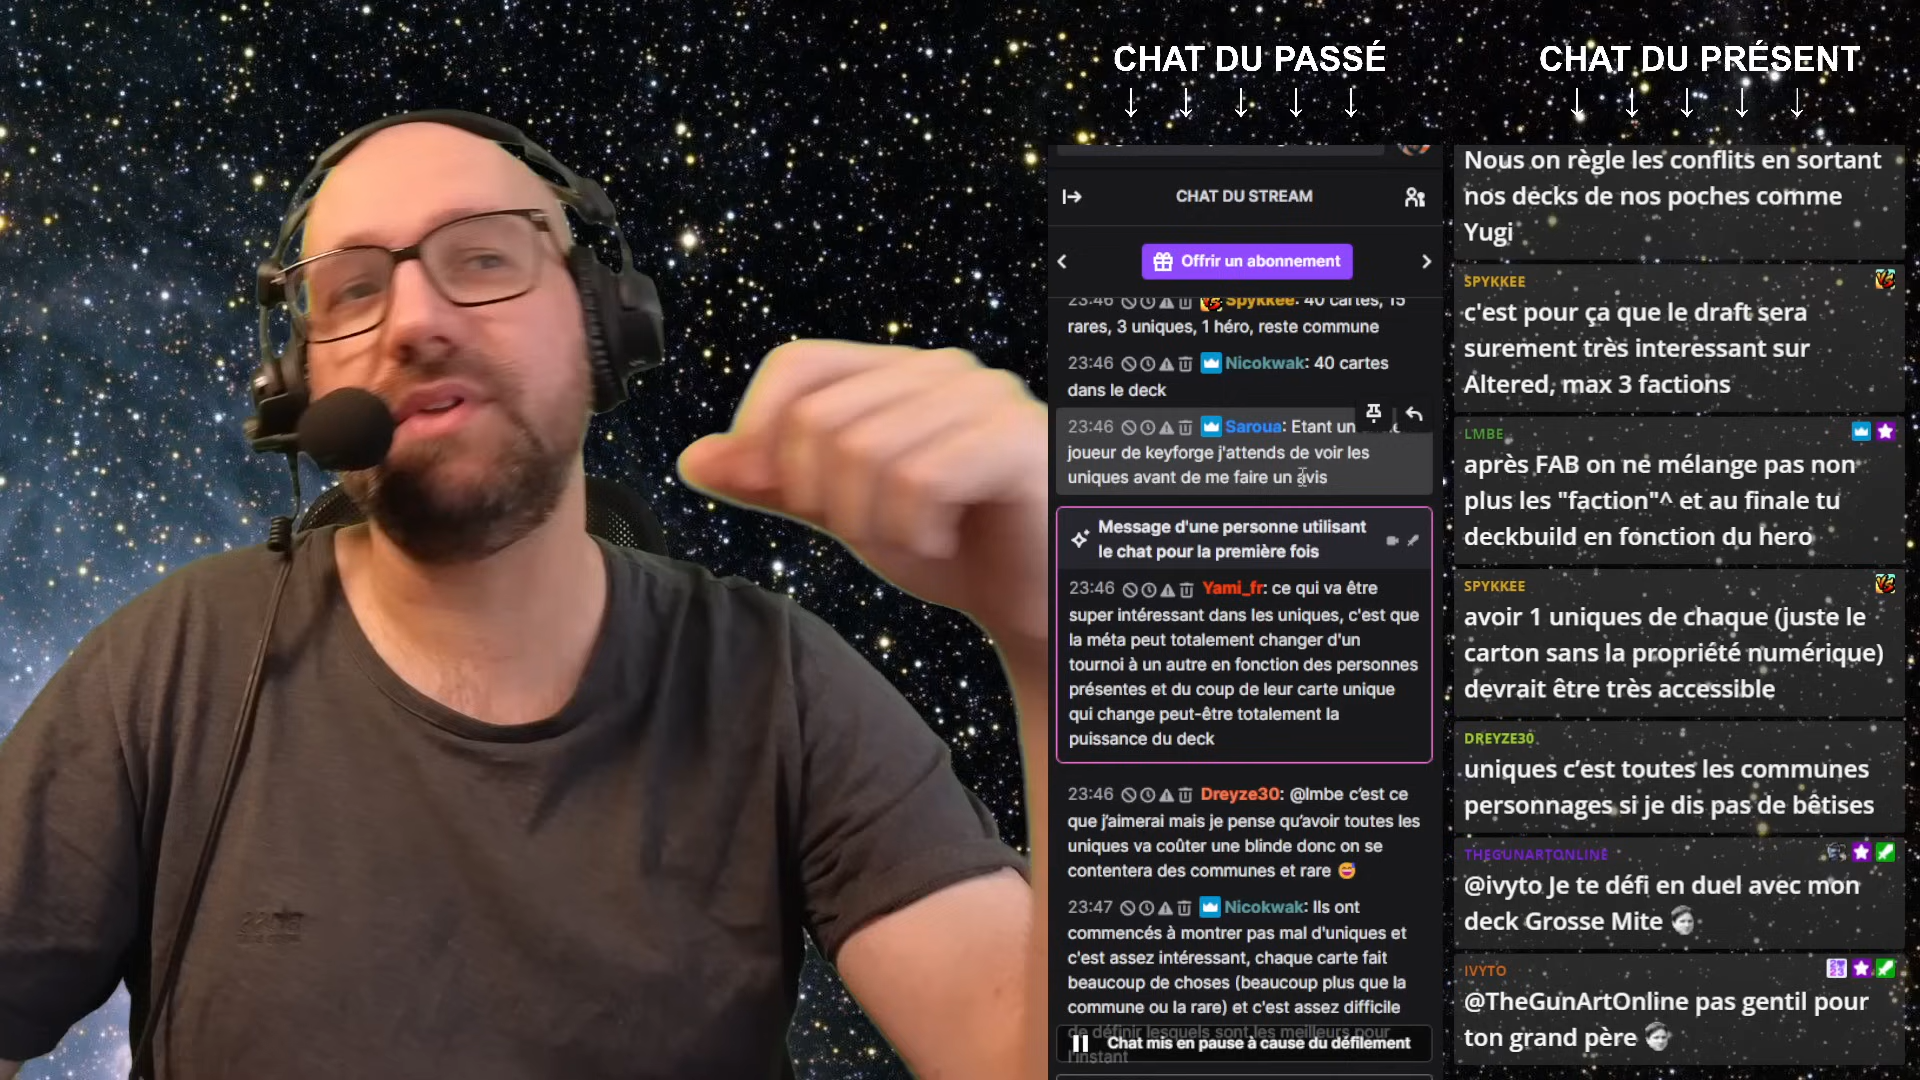 CHAT DU PASSÉ
↓ ↓ ↓ ↓ ↓
CHAT DU STREAM
Offrir un abonnement
23:46 Spykkee: 40 cartes, 15
rares, 3 uniques, 1 héro, reste commune
23:46 Nicokwak: 40 cartes
dans le deck
23:46 Saroua: Etant un
joueur de keyforge j'attends de voir les
uniques avant de me faire un avis
Message d'une personne utilisant
le chat pour la première fois
23:46 Yami_fr: ce qui va être
super intéressant dans les uniques, c'est que
la méta peut totalement changer d'un
tournoi à un autre en fonction des personnes
présentes et du coup de leur carte unique
qui change peut-être totalement la
puissance du deck
23:46 Dreyze30: @lmbe c'est ce
que j'aimerai mais je pense qu'avoir toutes les
uniques va coûter une blinde donc on se
contentera des communes et rare 😅
23:47 Nicokwak: Ils ont
commencés à montrer pas mal d'uniques et
c'est assez intéressant, chaque carte fait
beaucoup de choses (beaucoup plus que la
commune ou la rare) et c'est assez difficile
de définir lesquels sont les meilleurs pour
l'instant
Chat mis en pause à cause du défilement
CHAT DU PRÉSENT
↓ ↓ ↓ ↓ ↓
Nous on règle les conflits en sortant
nos decks de nos poches comme
Yugi
SPYKKEE
c'est pour ça que le draft sera
surement très interessant sur
Altered, max 3 factions
LMBE
après FAB on ne mélange pas non
plus les "faction"^ et au finale tu
deckbuild en fonction du hero
SPYKKEE
avoir 1 uniques de chaque (juste le
carton sans la propriété numérique)
devrait être très accessible
DREYZE30
uniques c'est toutes les communes
personnages si je dis pas de bêtises
THEGUNARTONLINE
@ivyto Je te défi en duel avec mon
deck Grosse Mite
IVYTO
@TheGunArtOnline pas gentil pour
ton grand père